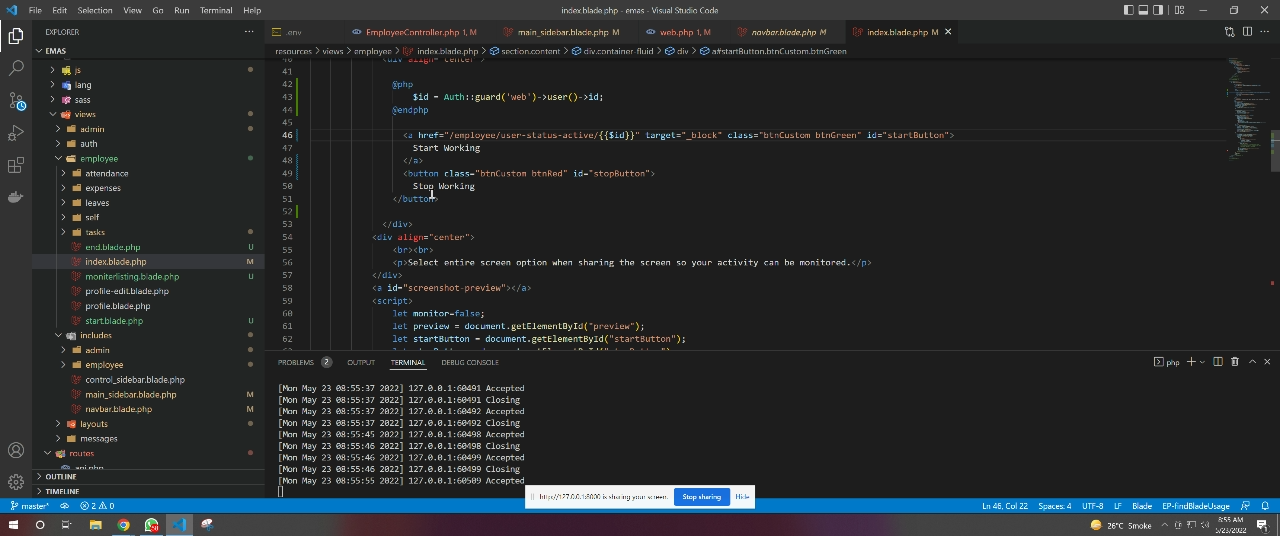 File Edit Selection View Go Run Terminal Help
index.blade.php - emas - Visual Studio Code
EXPLORER
.env
EmployeeController.php 1, M
main_sidebar.blade.php M
web.php 1, M
navbar.blade.php M
index.blade.php M
resources > views > employee > index.blade.php > section.content > div.container-fluid > div > a#startButton.btnCustom.btnGreen
EMAS
js
lang
sass
views
admin
auth
employee
attendance
expenses
leaves
self
tasks
end.blade.php U
index.blade.php M
moniterlisting.blade.php U
profile-edit.blade.php
profile.blade.php
start.blade.php U
includes
admin
employee
control_sidebar.blade.php
main_sidebar.blade.php M
navbar.blade.php M
layouts
messages
routes
api.php
OUTLINE
TIMELINE
40 <div align="center">
41
42 @php
43 $id = Auth::guard('web')->user()->id;
44 @endphp
45
46 <a href="/employee/user-status-active/{{$id}}" target="_block" class="btnCustom btnGreen" id="startButton">
47 Start Working
48 </a>
49 <button class="btnCustom btnRed" id="stopButton">
50 Stop Working
51 </button>
52
53 </div>
54 <div align="center">
55 <br><br>
56 <p>Select entire screen option when sharing the screen so your activity can be monitored.</p>
57 </div>
58 <a id="screenshot-preview"></a>
59 <script>
60 let monitor=false;
61 let preview = document.getElementById("preview");
62 let startButton = document.getElementById("startButton");
PROBLEMS 2 OUTPUT TERMINAL DEBUG CONSOLE
php
[Mon May 23 08:55:37 2022] 127.0.0.1:60491 Accepted
[Mon May 23 08:55:37 2022] 127.0.0.1:60491 Closing
[Mon May 23 08:55:37 2022] 127.0.0.1:60492 Accepted
[Mon May 23 08:55:37 2022] 127.0.0.1:60492 Closing
[Mon May 23 08:55:45 2022] 127.0.0.1:60498 Accepted
[Mon May 23 08:55:46 2022] 127.0.0.1:60498 Closing
[Mon May 23 08:55:46 2022] 127.0.0.1:60499 Accepted
[Mon May 23 08:55:46 2022] 127.0.0.1:60499 Closing
[Mon May 23 08:55:55 2022] 127.0.0.1:60509 Accepted
http://127.0.0.1:8000 is sharing your screen. Stop sharing Hide
master* 2 0
Ln 46, Col 22 Spaces: 4 UTF-8 LF Blade EP-findBladeUsage
26°C Smoke
8:55 AM
5/23/2022